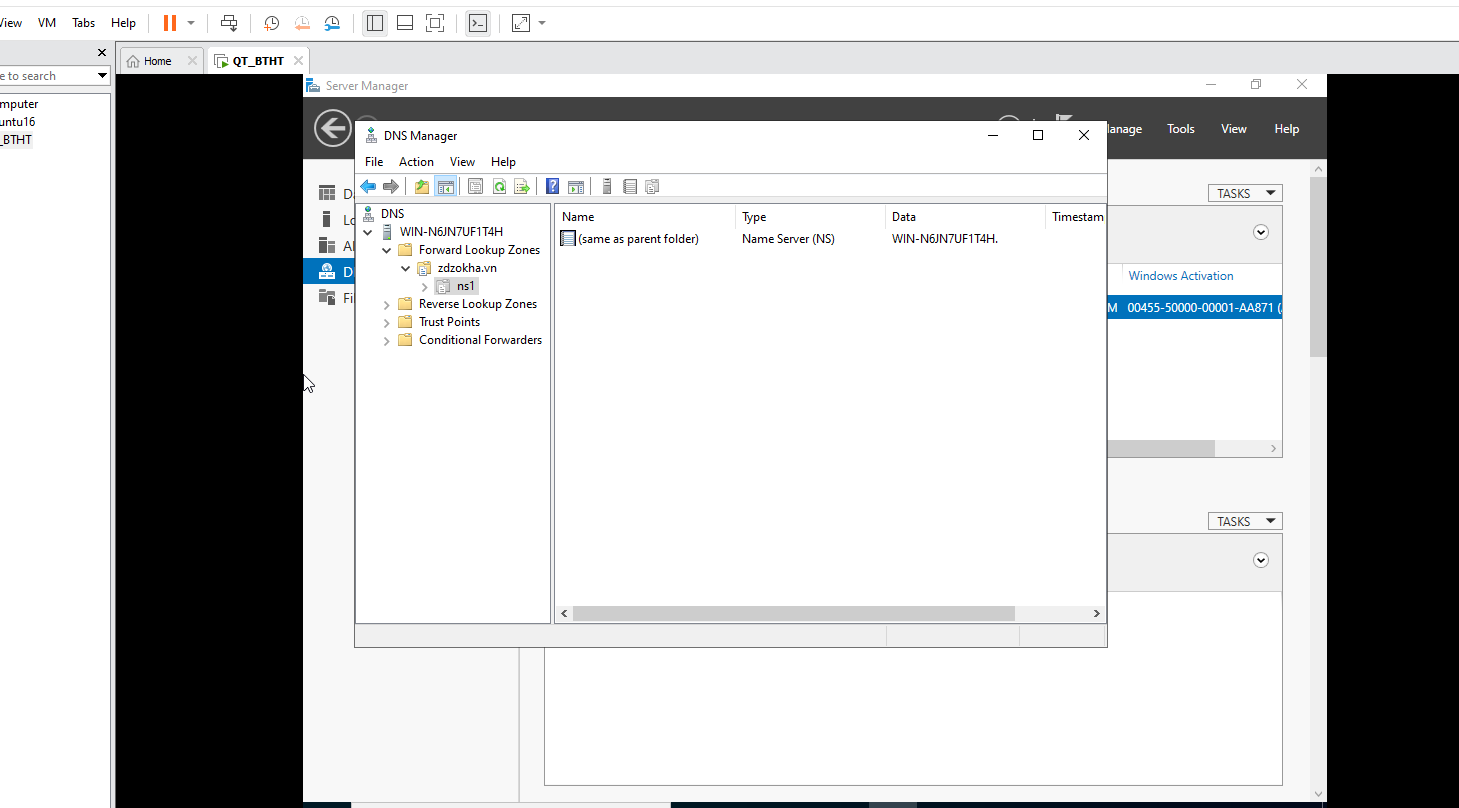 View VM Tabs Help
e to search
mputer
untu16
_BTHT
Home
QT_BTHT
Server Manager
Manage Tools View Help
DNS Manager
File Action View Help
DNS
WIN-N6JN7UF1T4H
Forward Lookup Zones
zdzokha.vn
ns1
Reverse Lookup Zones
Trust Points
Conditional Forwarders
Name Type Data Timestam
(same as parent folder) Name Server (NS) WIN-N6JN7UF1T4H.
D
Lo
Al
D
Fi
TASKS
Windows Activation
M 00455-50000-00001-AA871 (
TASKS